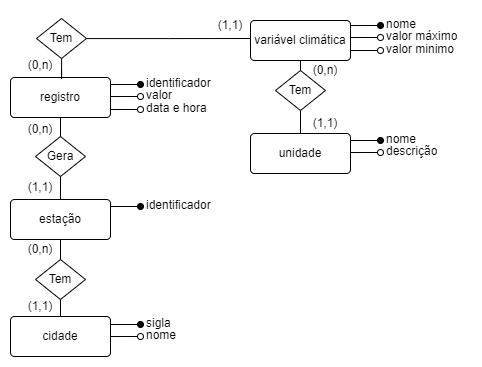 Tem
(1,1)
variável climática
nome
valor máximo
valor minimo
(0,n)
(0,n)
registro
identificador
valor
data e hora
Tem
(0,n)
(1,1)
Gera
unidade
nome
descrição
(1,1)
estação
identificador
(0,n)
Tem
(1,1)
cidade
sigla
nome